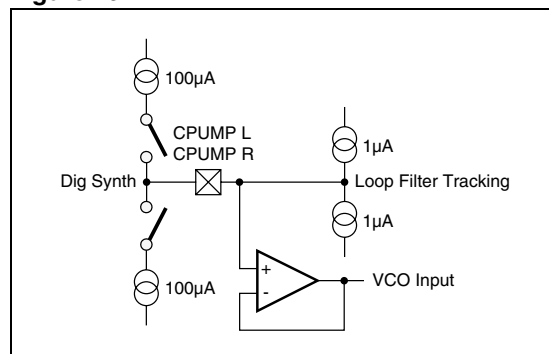 100µA
CPUMP L
CPUMP R
1µA
Dig Synth
Loop Filter Tracking
1µA
100µA
+
-
VCO Input